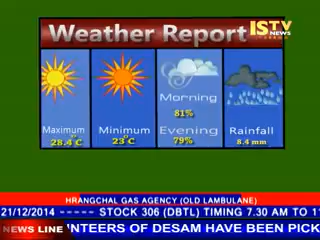 Weather Report
ISTV
NEWS
Maximum
28.4°C
Minimum
23°C
Morning
81%
Evening
79%
Rainfall
8.4 mm
HRANGCHAL GAS AGENCY (OLD LAMBULANE)
21/12/2014 ----- STOCK 306 (DBTL) TIMING 7.30 AM TO 1
NEWS LINE NTEERS OF DESAM HAVE BEEN PICK